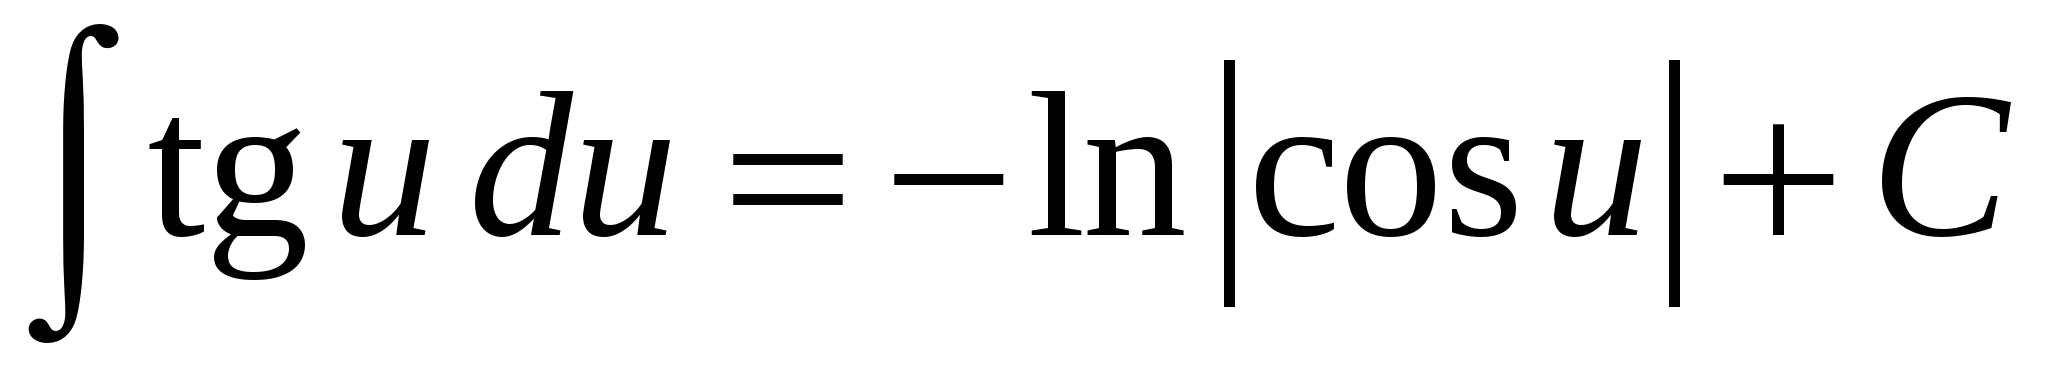 ∫ tg u du = −ln |cos u| + C